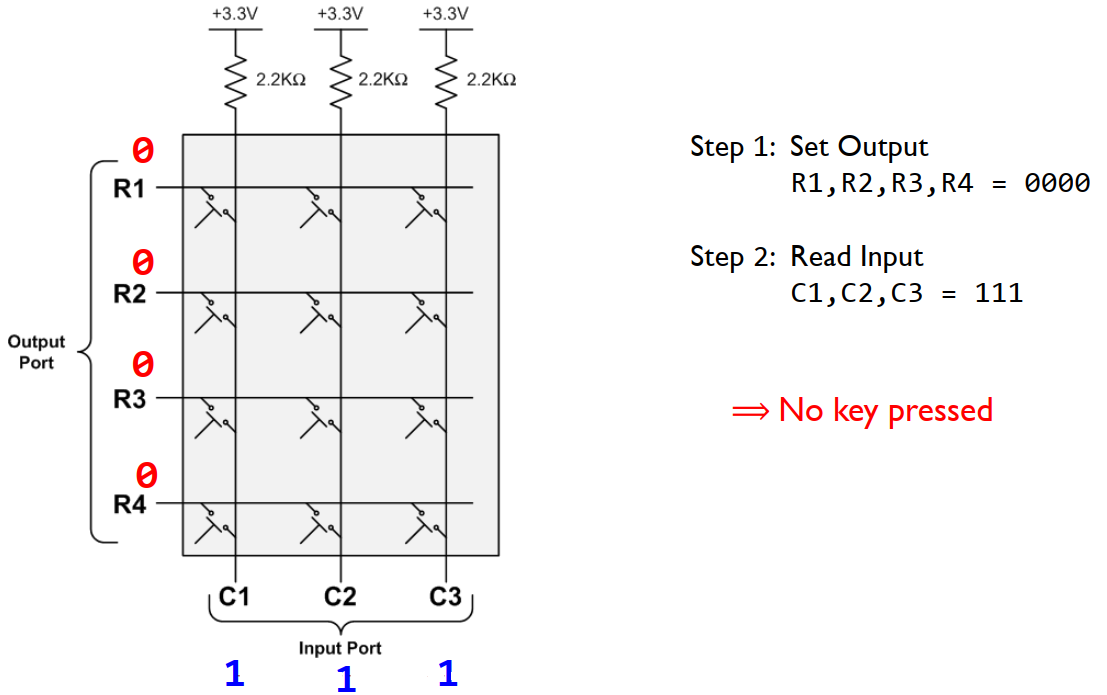 +3.3V +3.3V +3.3V
2.2KΩ 2.2KΩ 2.2KΩ
0
R1
0
R2
0
R3
0
R4
Output
Port
C1 C2 C3
Input Port
1 1 1
Step 1: Set Output
R1,R2,R3,R4 = 0000
Step 2: Read Input
C1,C2,C3 = 111
⟹ No key pressed